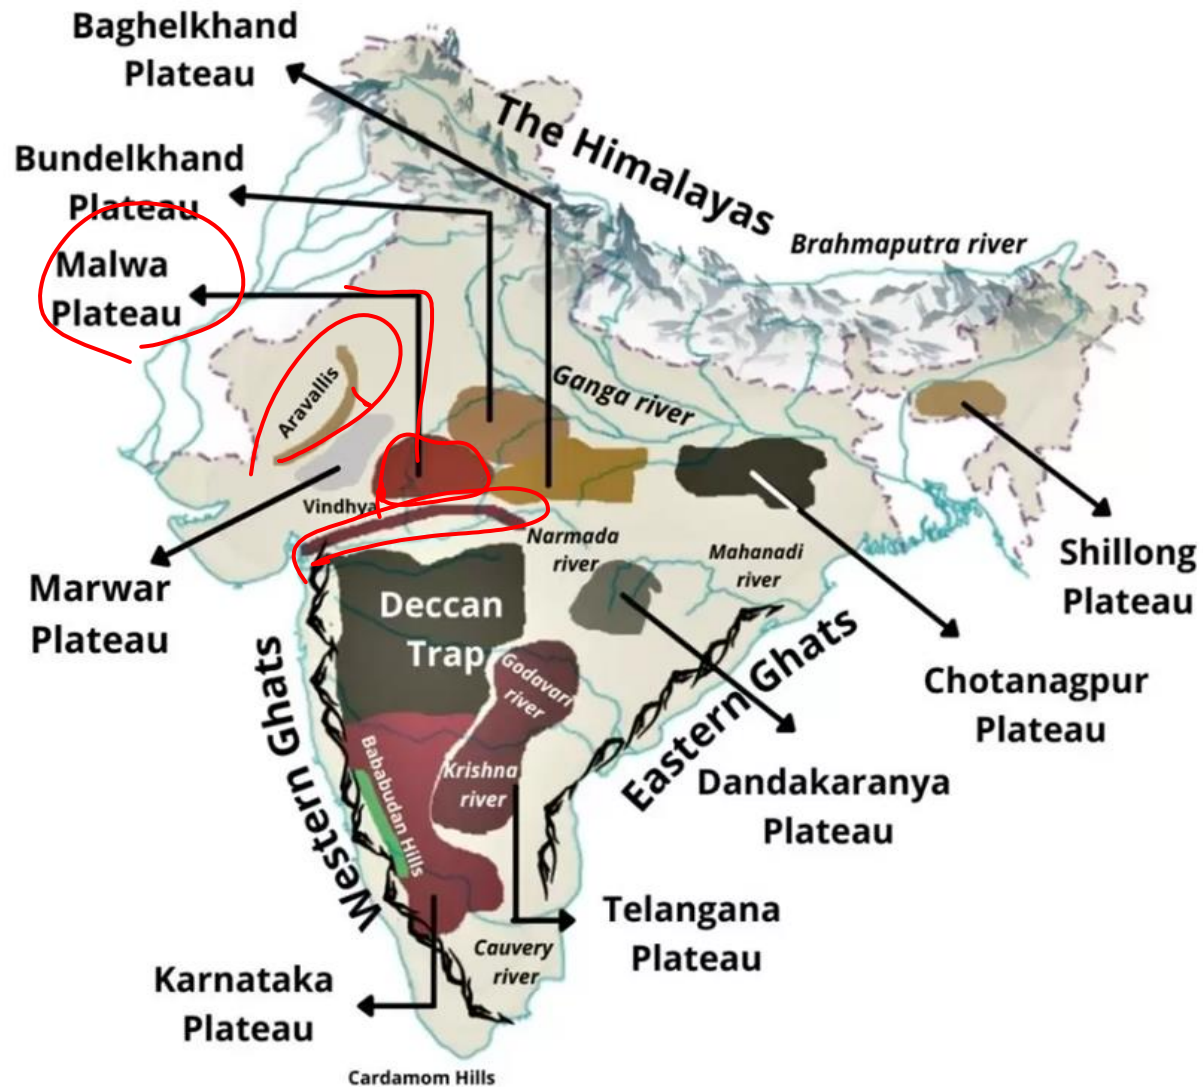 Baghelkhand
Plateau
The Himalayas
Bundelkhand
Plateau
Brahmaputra river
Malwa
Plateau
Ganga river
Aravallis
Vindhya
Narmada
river
Mahanadi
river
Shillong
Plateau
Marwar
Plateau
Deccan
Trap
Godavari
river
Chotanagpur
Plateau
Western Ghats
Eastern Ghats
Bababudan Hills
Krishna
river
Dandakaranya
Plateau
Telangana
Plateau
Cauvery
river
Karnataka
Plateau
Cardamom Hills